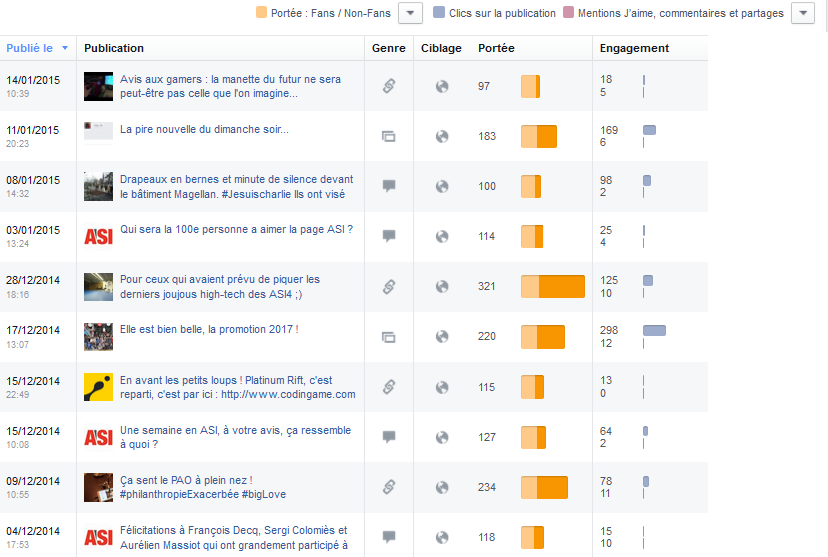 Portée : Fans / Non-Fans Clics sur la publication Mentions J'aime, commentaires et partages
Publié le Publication Genre Ciblage Portée Engagement
14/01/2015
10:39
Avis aux gamers : la manette du futur ne sera
peut-être pas celle que l'on imagine...
97
18
5
11/01/2015
20:23
La pire nouvelle du dimanche soir...
183
169
6
08/01/2015
14:32
Drapeaux en bernes et minute de silence devant
le bâtiment Magellan. #Jesuischarlie Ils ont visé
100
98
2
03/01/2015
13:24
ASI
Qui sera la 100e personne a aimer la page ASI ?
114
25
4
28/12/2014
18:16
Pour ceux qui avaient prévu de piquer les
derniers joujous high-tech des ASI4 ;)
321
125
10
17/12/2014
13:07
Elle est bien belle, la promotion 2017 !
220
298
12
15/12/2014
22:49
En avant les petits loups ! Platinum Rift, c'est
reparti, c'est par ici : http://www.codingame.com
115
13
0
15/12/2014
10:08
ASI
Une semaine en ASI, à votre avis, ça ressemble
à quoi ?
127
64
2
09/12/2014
10:55
Ça sent le PAO à plein nez !
#philanthropieExacerbée #bigLove
234
78
11
04/12/2014
17:53
ASI
Félicitations à François Decq, Sergi Colomiès et
Aurélien Massiot qui ont grandement participé à
118
15
10